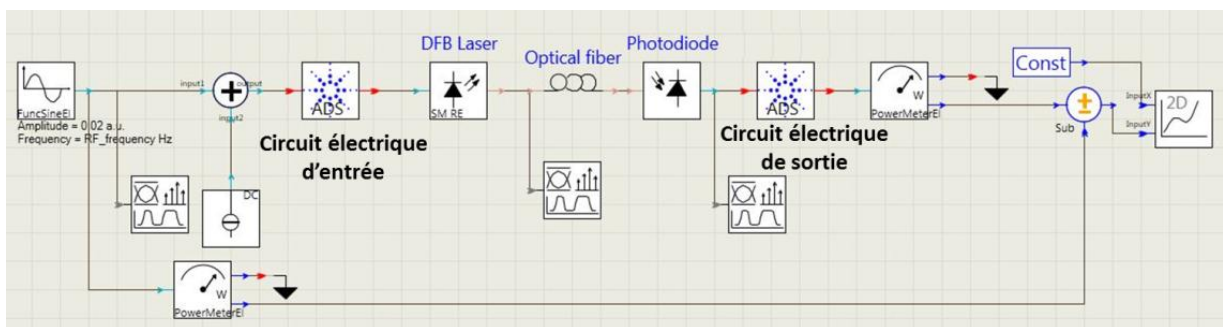 DFB Laser
Optical fiber
Photodiode
Const
input1
output
input2
FuncSineEl
Amplitude = 0.02 a.u.
Frequency = RF_frequency Hz
ADS
SM RE
ADS
W
PowerMeterEl
Sub
InputX
InputY
2D
Circuit électrique
d'entrée
Circuit électrique
de sortie
DC
W
PowerMeterEl